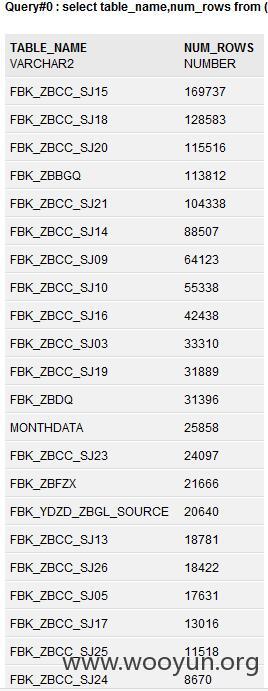 Query#0 : select table_name,num_rows from (
TABLE_NAME NUM_ROWS
VARCHAR2 NUMBER
FBK_ZBCC_SJ15 169737
FBK_ZBCC_SJ18 128583
FBK_ZBCC_SJ20 115516
FBK_ZBBGQ 113812
FBK_ZBCC_SJ21 104338
FBK_ZBCC_SJ14 88507
FBK_ZBCC_SJ09 64123
FBK_ZBCC_SJ10 55338
FBK_ZBCC_SJ16 42438
FBK_ZBCC_SJ03 33310
FBK_ZBCC_SJ19 31889
FBK_ZBDQ 31396
MONTHDATA 25858
FBK_ZBCC_SJ23 24097
FBK_ZBFZX 21666
FBK_YDZD_ZBGL_SOURCE 20640
FBK_ZBCC_SJ13 18781
FBK_ZBCC_SJ26 18422
FBK_ZBCC_SJ05 17631
FBK_ZBCC_SJ17 13016
FBK_ZBCC_SJ25 11518
FBK_ZBCC_SJ24 8670
www.wooyun.org